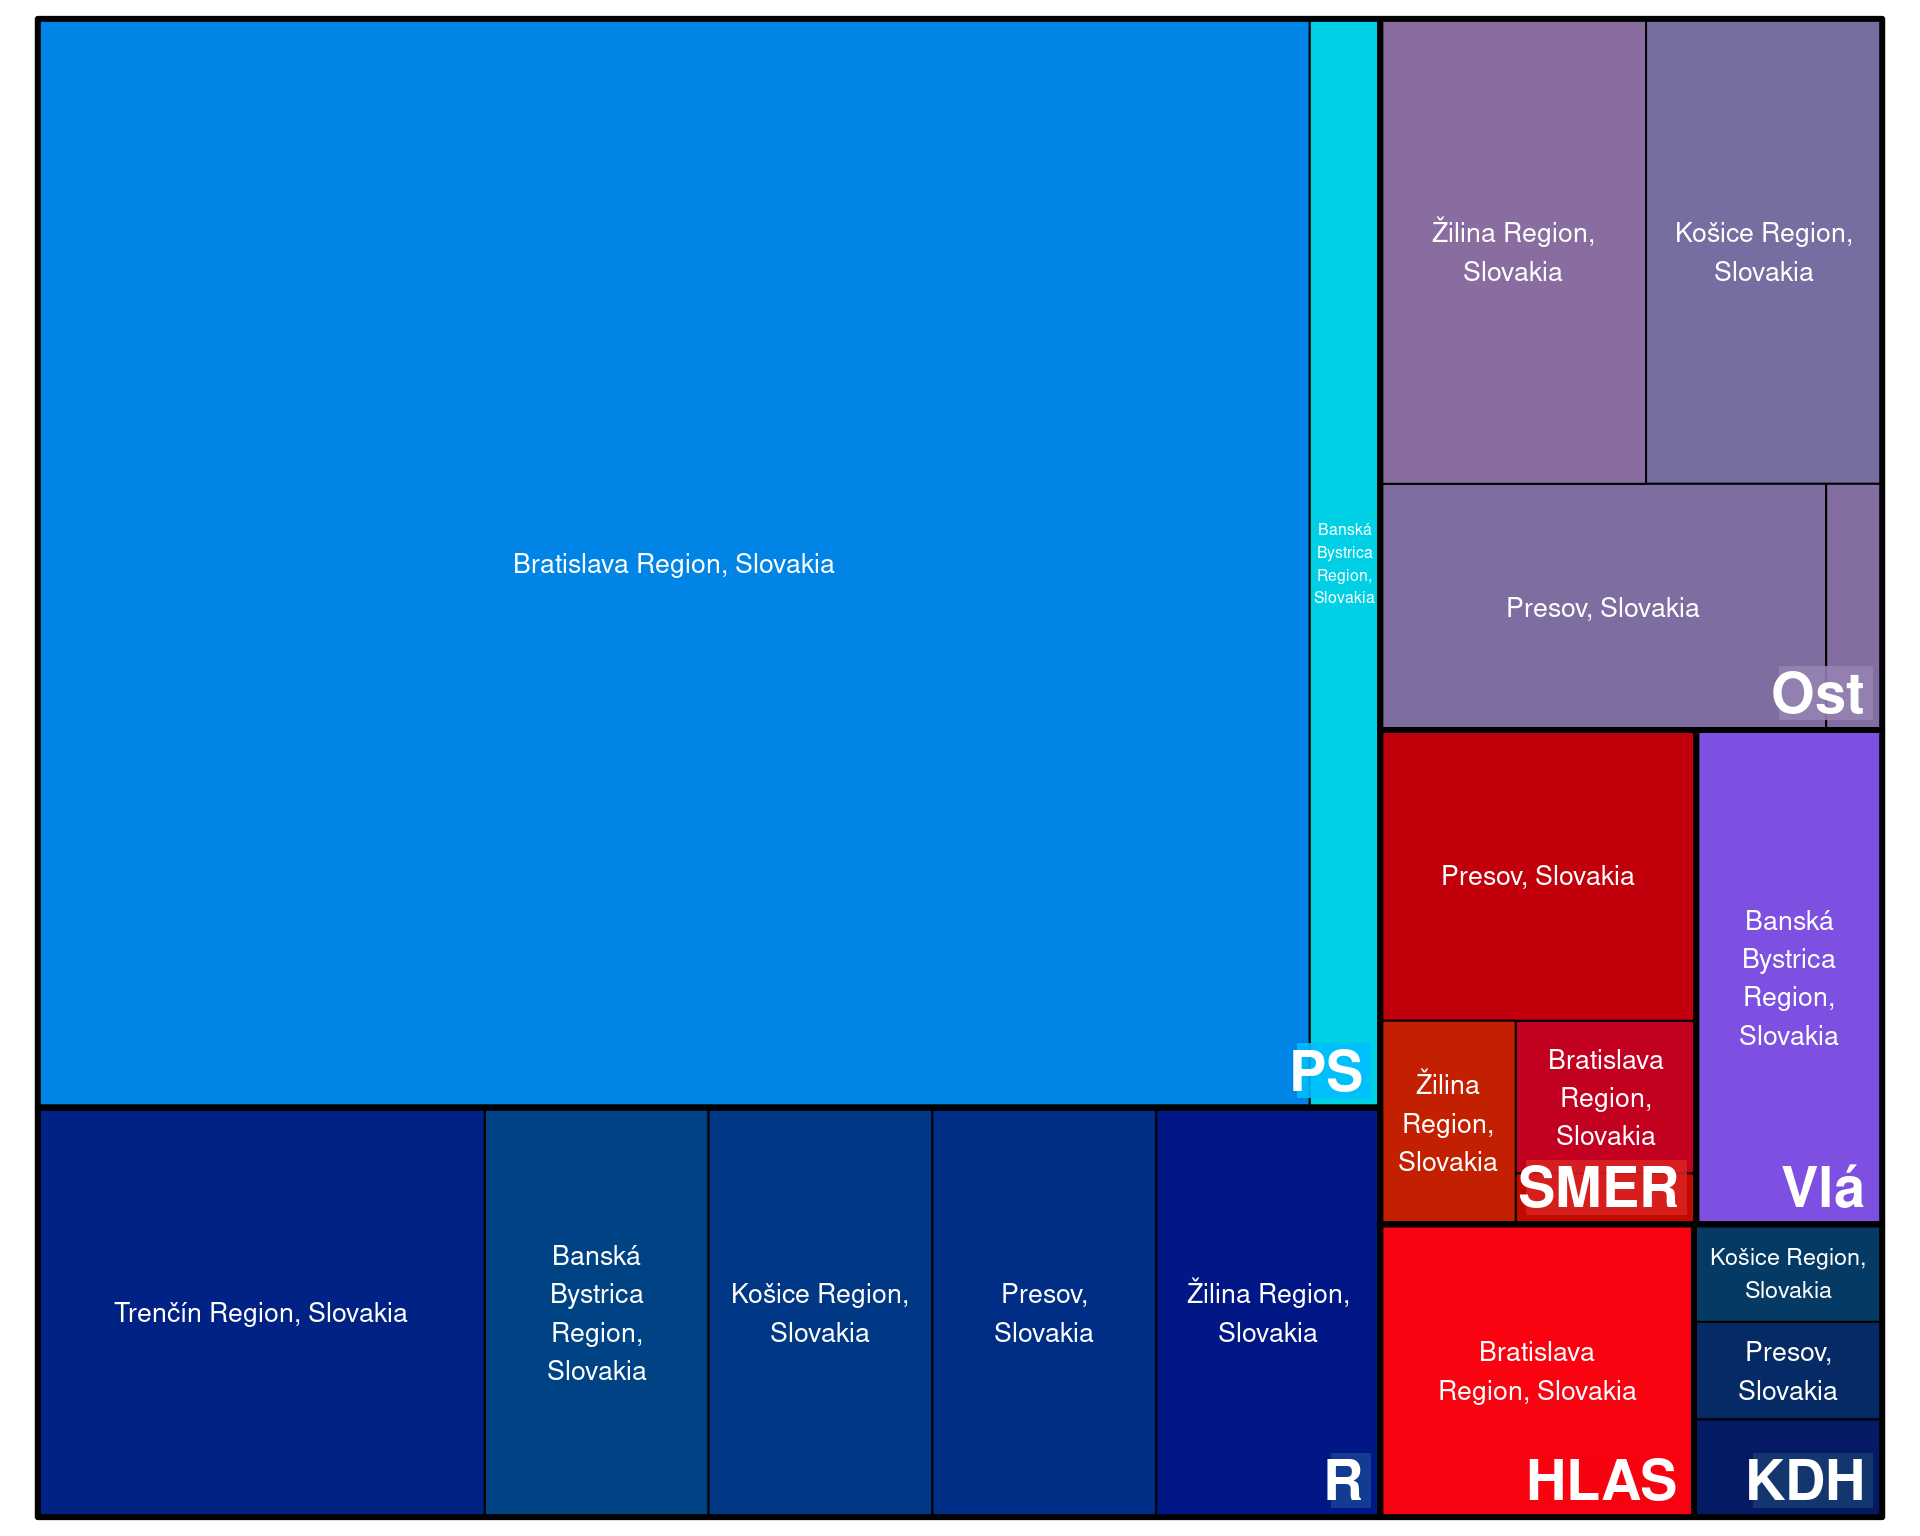 Bratislava Region, Slovakia
Banská
Bystrica
Region,
Slovakia
PS
Trenčín Region, Slovakia
Banská
Bystrica
Region,
Slovakia
Košice Region,
Slovakia
Presov,
Slovakia
Žilina Region,
Slovakia
R
Žilina Region,
Slovakia
Košice Region,
Slovakia
Presov, Slovakia
Ost
Presov, Slovakia
Žilina
Region,
Slovakia
Bratislava
Region,
Slovakia
SMER
Banská
Bystrica
Region,
Slovakia
Vlá
Bratislava
Region, Slovakia
HLAS
Košice Region,
Slovakia
Presov,
Slovakia
KDH